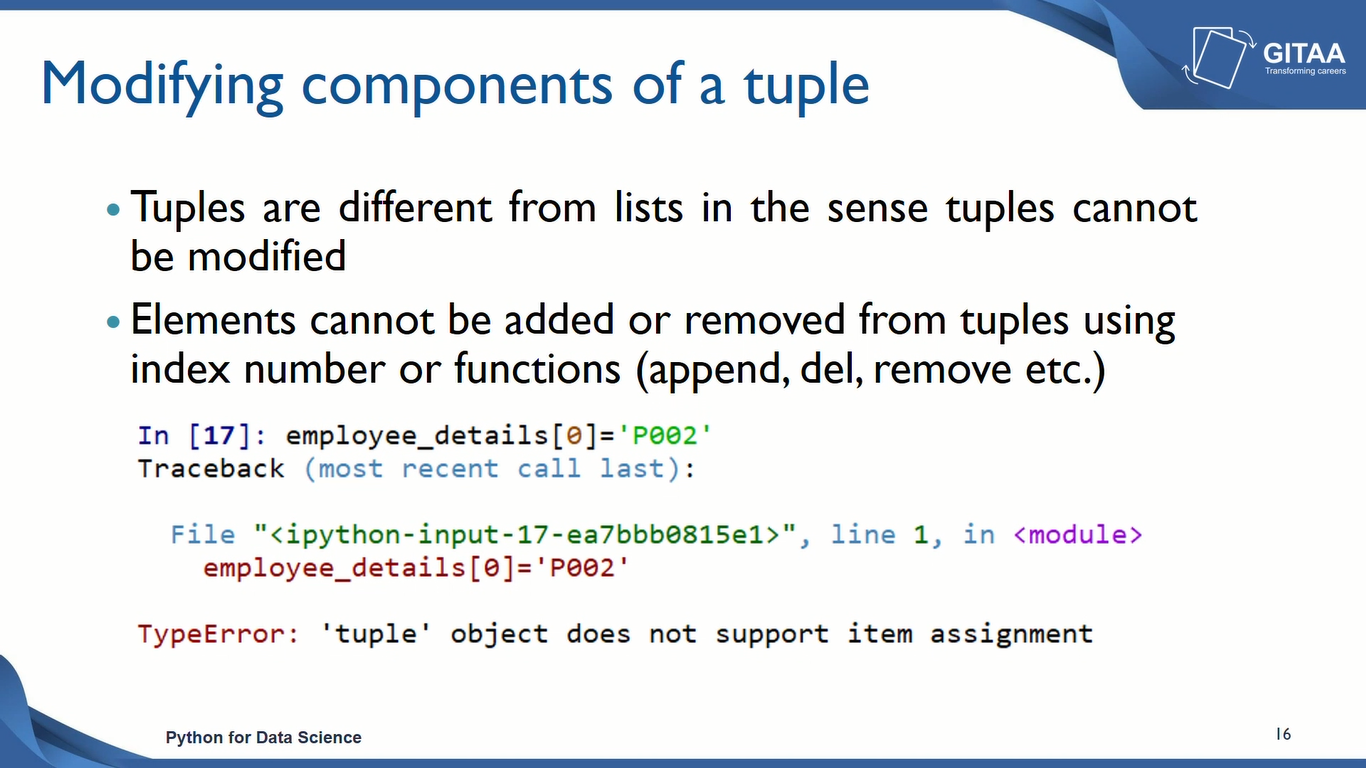 GITAA
Transforming careers
Modifying components of a tuple
• Tuples are different from lists in the sense tuples cannot
be modified
• Elements cannot be added or removed from tuples using
index number or functions (append, del, remove etc.)
In [17]: employee_details[0]='P002'
Traceback (most recent call last):
File "<ipython-input-17-ea7bbb0815e1>", line 1, in <module>
employee_details[0]='P002'
TypeError: 'tuple' object does not support item assignment
Python for Data Science
16